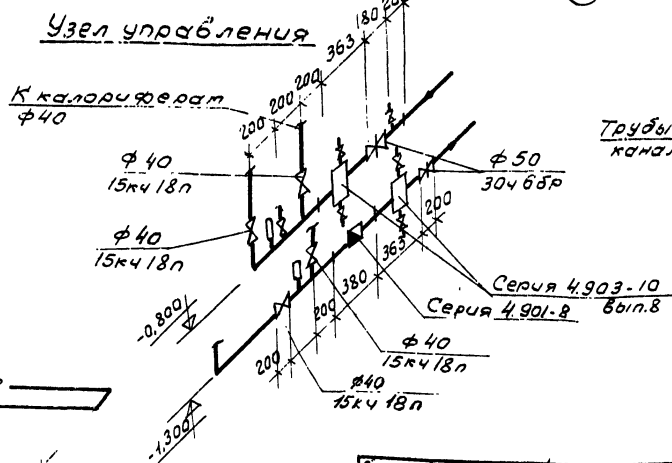 Узел управления
200
200
200
363
180
К калориферам
ф40
ф 40
15кч 18п
ф 40
15кч 18п
Трубы
ф 50
30ч 6бр
200
363
380
200
200
200
Серия 4.903-10
Вып.8
Серия 4.901-8
-0,800
ф 40
15кч 18п
ф40
15кч 18п
-1,300